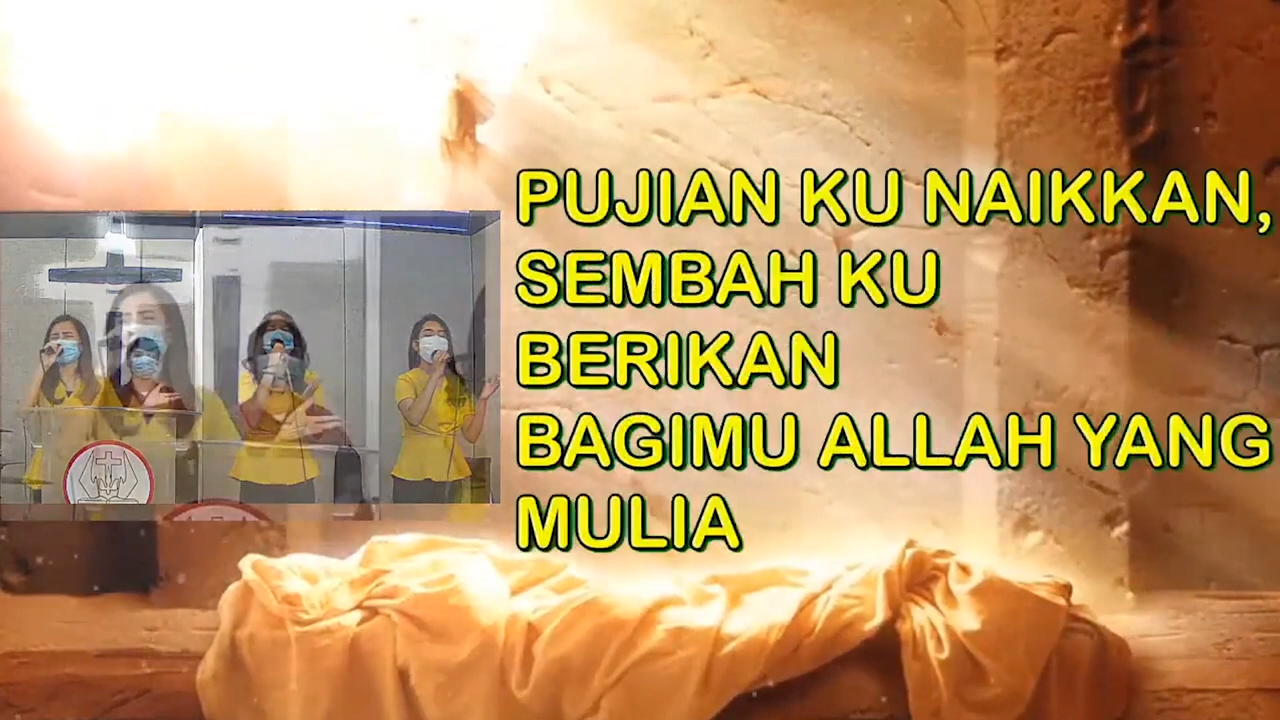 PUJIAN KU NAIKKAN,
SEMBAH KU
BERIKAN
BAGIMU ALLAH YANG
MULIA